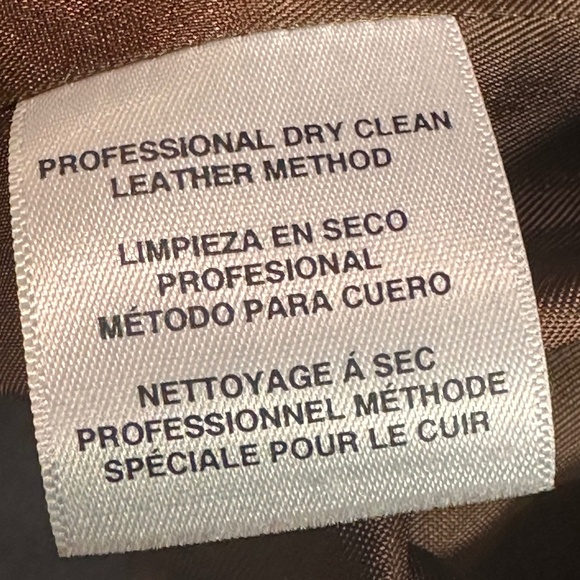 PROFESSIONAL DRY CLEAN
LEATHER METHOD
LIMPIEZA EN SECO
PROFESIONAL
MÉTODO PARA CUERO
NETTOYAGE Á SEC
PROFESSIONNEL MÉTHODE
SPÉCIALE POUR LE CUIR